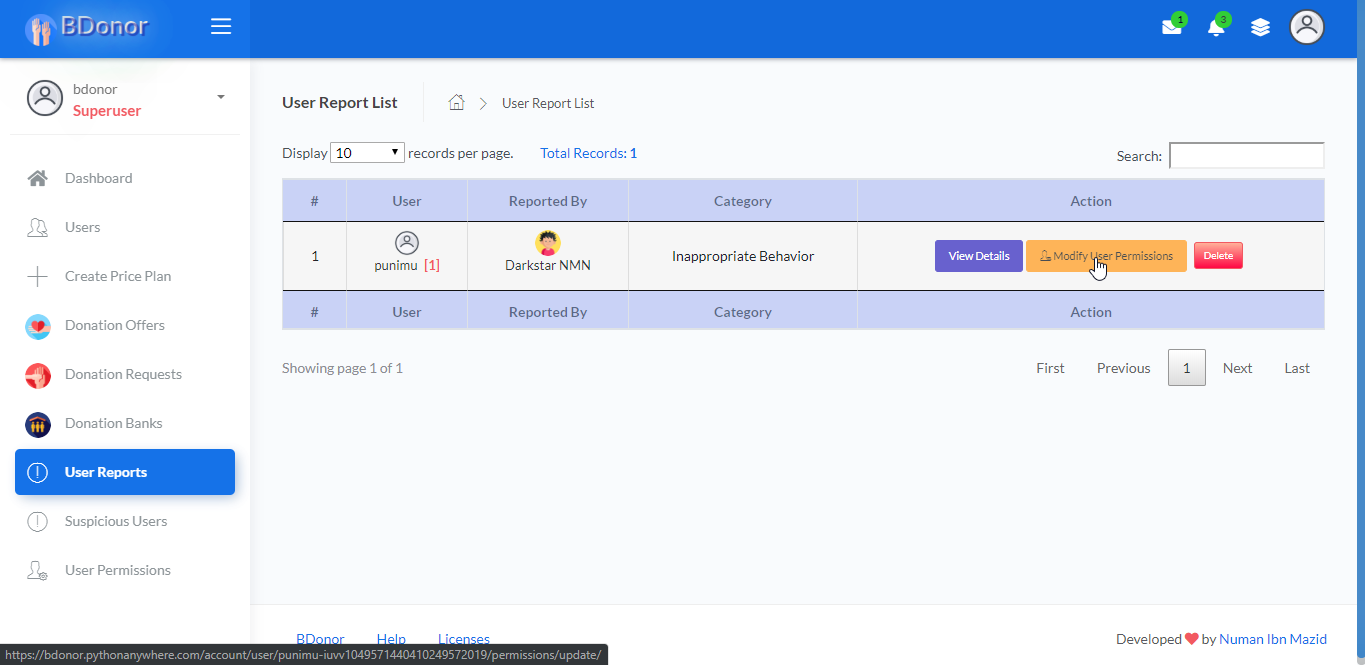 BDonor
1
3
bdonor
Superuser
Dashboard
Users
Create Price Plan
Donation Offers
Donation Requests
Donation Banks
User Reports
Suspicious Users
User Permissions
User Report List
User Report List
Display 10 records per page. Total Records: 1
Search:
# User Reported By Category Action
1 punimu [1] Darkstar NMN Inappropriate Behavior View Details Modify User Permissions Delete
# User Reported By Category Action
Showing page 1 of 1
First Previous 1 Next Last
BDonor Help Licenses
Developed by Numan Ibn Mazid
https://bdonor.pythonanywhere.com/account/user/punimu-iuvv1049571440410249572019/permissions/update/